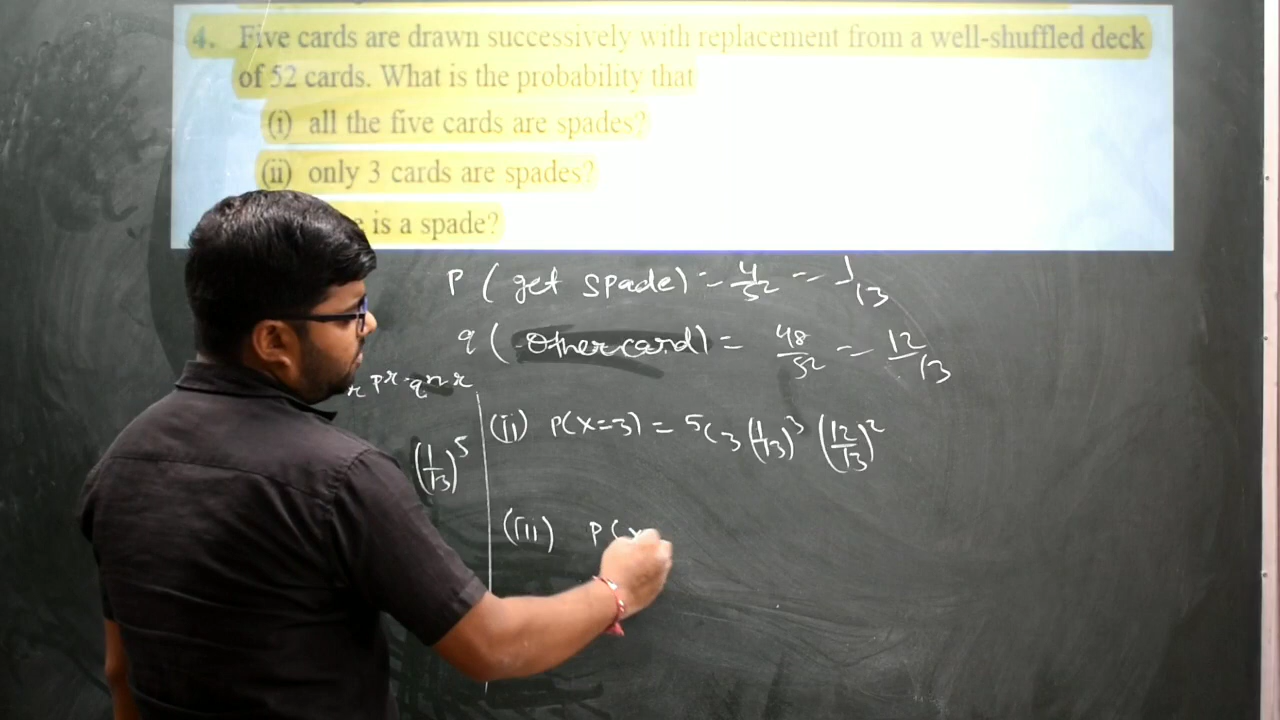 4. Five cards are drawn successively with replacement from a well-shuffled deck
of 52 cards. What is the probability that
(i) all the five cards are spades?
(ii) only 3 cards are spades?
is a spade?
P ( get spade) = 4/52 = 1/13
q ( other card) = 48/52 = 12/13
x p^x . q^n-x
(1/13)^5
(ii) P(x=3) = ⁵C₃ (1/13)³ (12/13)²
(iii) P(x